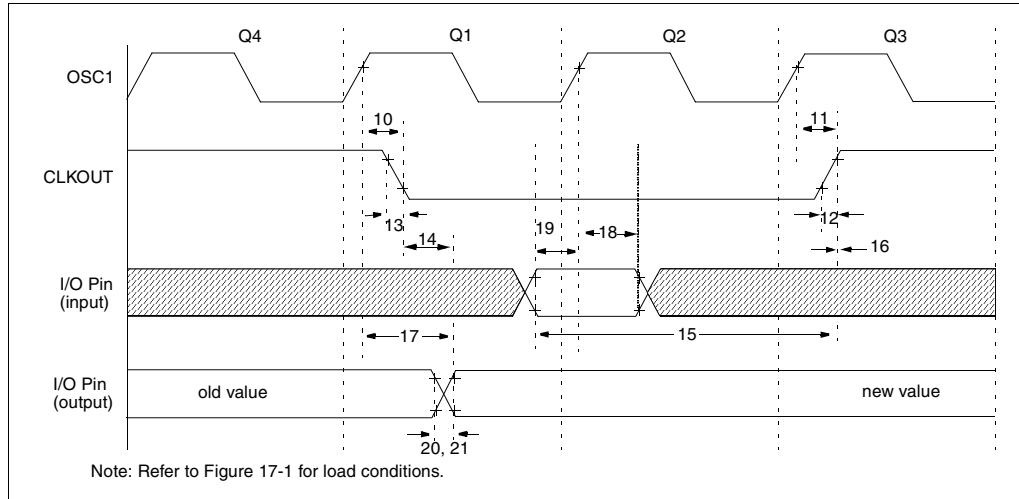 Q4 Q1 Q2 Q3
OSC1
10 11
CLKOUT
13 19 18 12
14 16
I/O Pin
(input)
17 15
I/O Pin
(output)
old value new value
20, 21
Note: Refer to Figure 17-1 for load conditions.